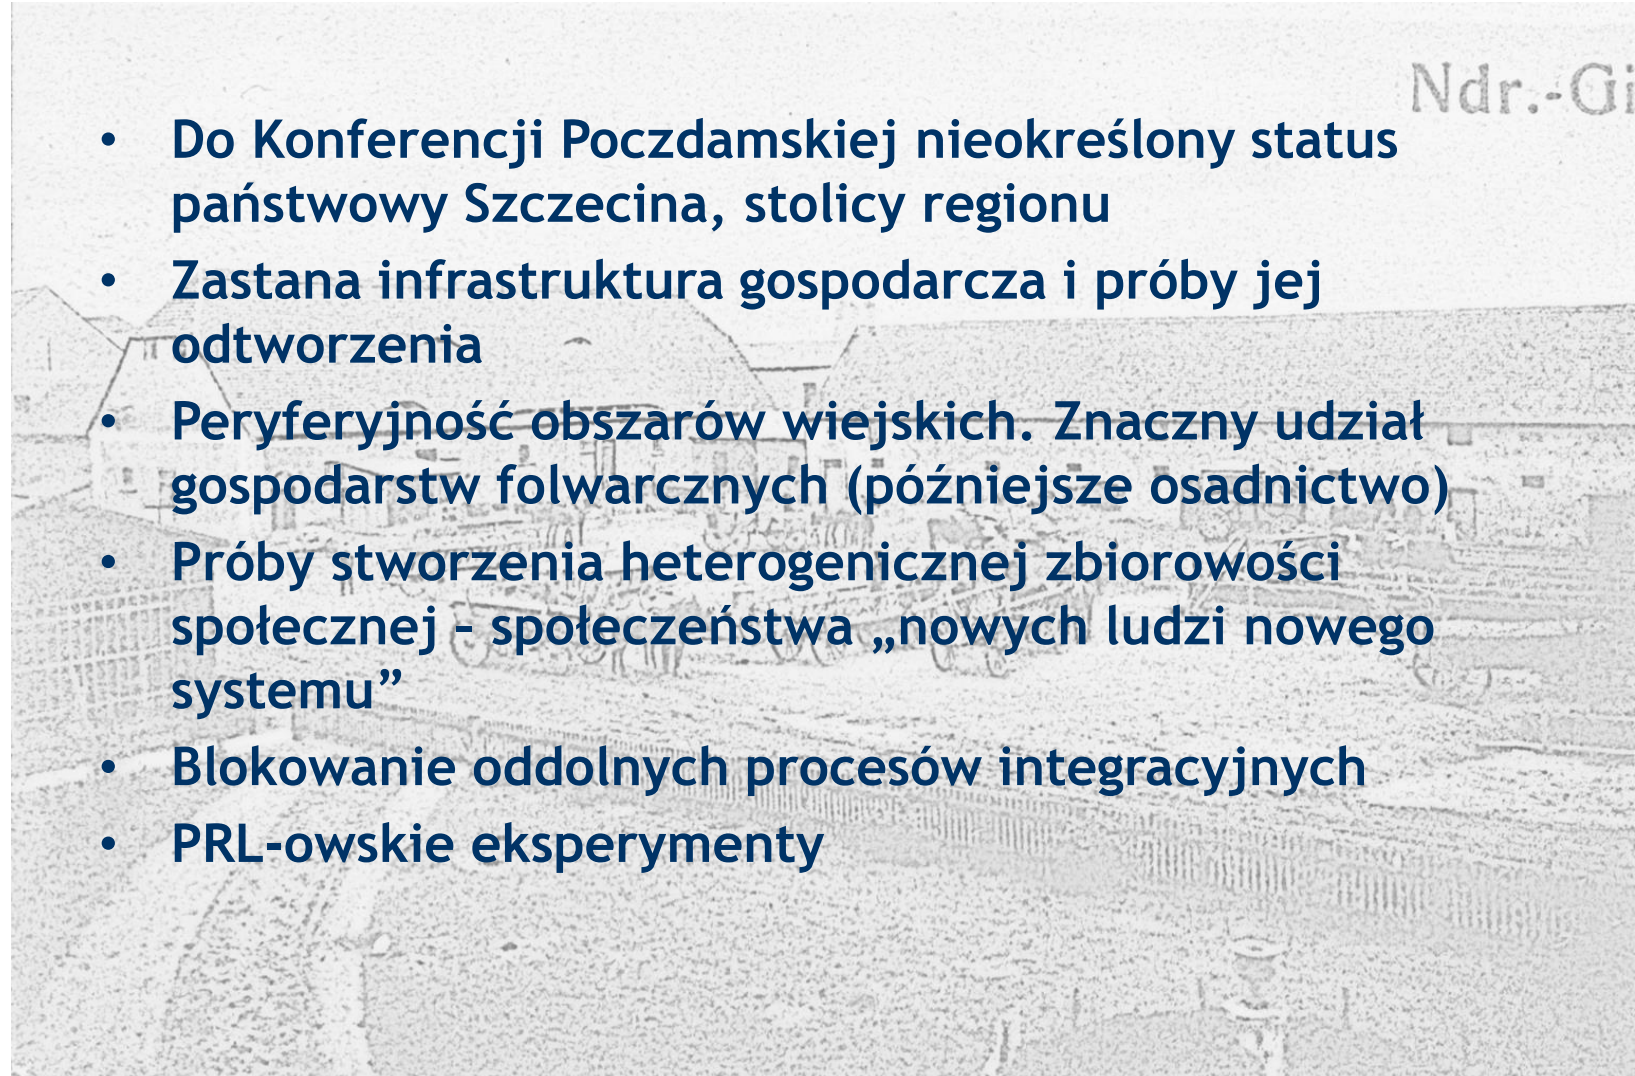 Ndr.-Gi
• Do Konferencji Poczdamskiej nieokreślony status
państwowy Szczecina, stolicy regionu
• Zastana infrastruktura gospodarcza i próby jej
odtworzenia
• Peryferyjność obszarów wiejskich. Znaczny udział
gospodarstw folwarcznych (późniejsze osadnictwo)
• Próby stworzenia heterogenicznej zbiorowości
społecznej – społeczeństwa „nowych ludzi nowego
systemu”
• Blokowanie oddolnych procesów integracyjnych
• PRL-owskie eksperymenty